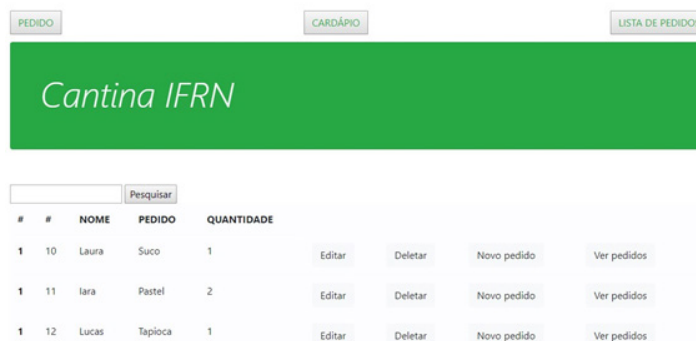 PEDIDO CARDÁPIO LISTA DE PEDIDOS
Cantina IFRN
Pesquisar
# # NOME PEDIDO QUANTIDADE
1 10 Laura Suco 1 Editar Deletar Novo pedido Ver pedidos
1 11 Iara Pastel 2 Editar Deletar Novo pedido Ver pedidos
1 12 Lucas Tapioca 1 Editar Deletar Novo pedido Ver pedidos